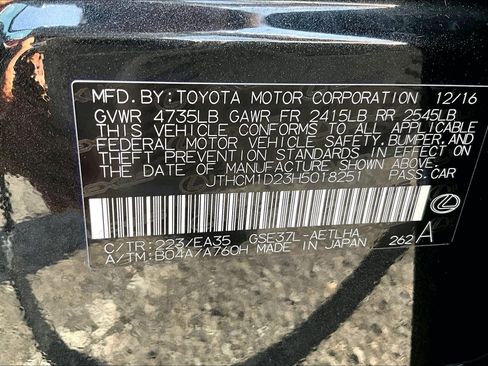 MFD.BY:TOYOTA MOTOR CORPORATION 12/16
GVWR 4735LB GAWR FR 2415LB RR 2545LB
THIS VEHICLE CONFORMS TO ALL APPLICABLE
FEDERAL MOTOR VEHICLE SAFETY,BUMPER,AND
THEFT PREVENTION STANDARDS IN EFFECT ON
THE DATE OF MANUFACTURE SHOWN ABOVE.
JTHCM1D23H5018251 PASS.CAR
C/TR:223/EA35 GSE37L-AETLHA
A/TM:B04A/A760H MADE IN JAPAN 262A